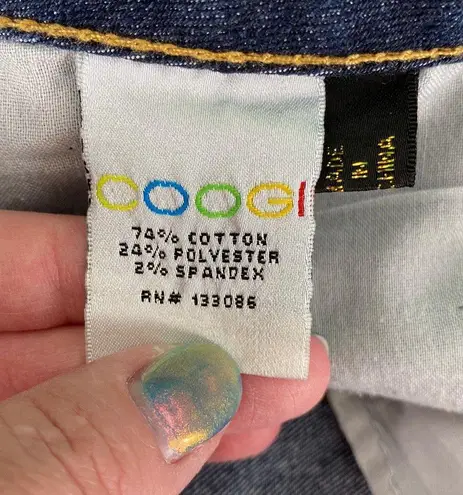 COOGI
74% COTTON
24% POLYESTER
2% SPANDEX
RN# 133086
MADE
IN
CHINA